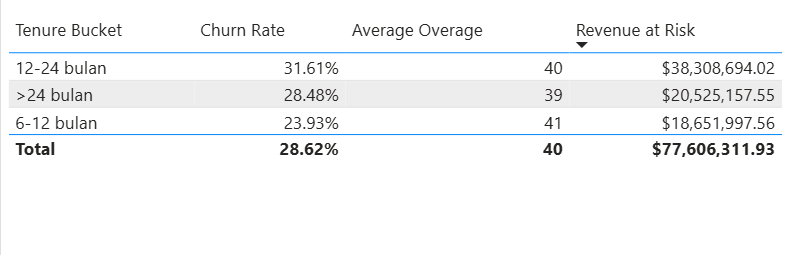 Tenure Bucket Churn Rate Average Overage Revenue at Risk
12-24 bulan 31.61% 40 $38,308,694.02
>24 bulan 28.48% 39 $20,525,157.55
6-12 bulan 23.93% 41 $18,651,997.56
Total 28.62% 40 $77,606,311.93